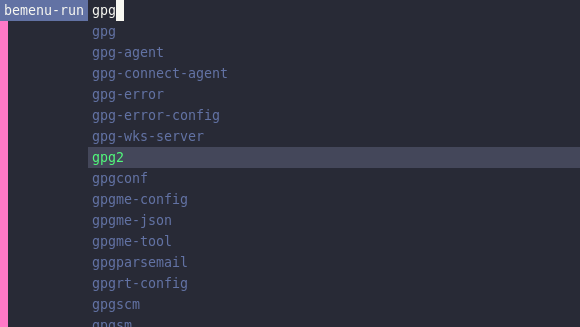 bemenu-run gpg
gpg
gpg-agent
gpg-connect-agent
gpg-error
gpg-error-config
gpg-wks-server
gpg2
gpgconf
gpgme-config
gpgme-json
gpgme-tool
gpgparsemail
gpgrt-config
gpgscm
gpgsm